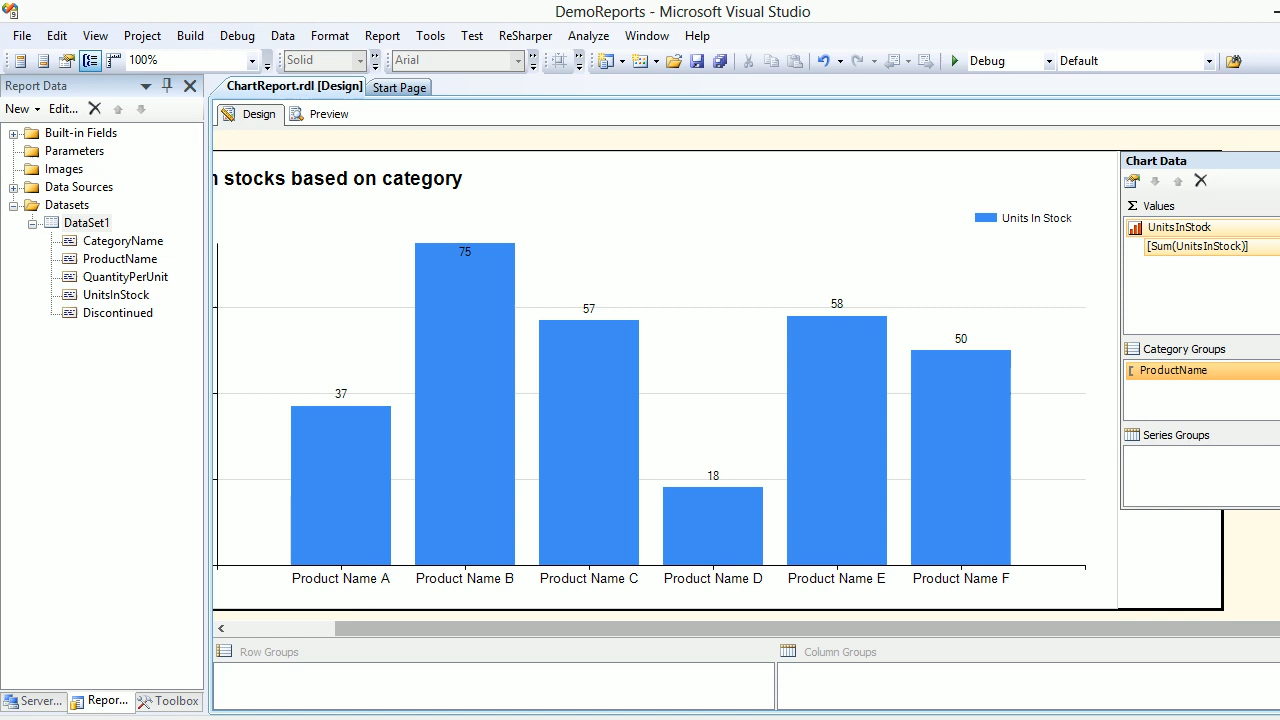 DemoReports - Microsoft Visual Studio
File Edit View Project Build Debug Data Format Report Tools Test ReSharper Analyze Window Help
100% Solid Arial Debug Default
Report Data
New Edit...
Built-in Fields
Parameters
Images
Data Sources
Datasets
DataSet1
CategoryName
ProductName
QuantityPerUnit
UnitsInStock
Discontinued
Server... Repor... Toolbox
ChartReport.rdl [Design] Start Page
Design Preview
stocks based on category
Units In Stock
37
75
57
18
58
50
Product Name A Product Name B Product Name C Product Name D Product Name E Product Name F
Chart Data
Σ Values
UnitsInStock
[Sum(UnitsInStock)]
Category Groups
ProductName
Series Groups
Row Groups Column Groups